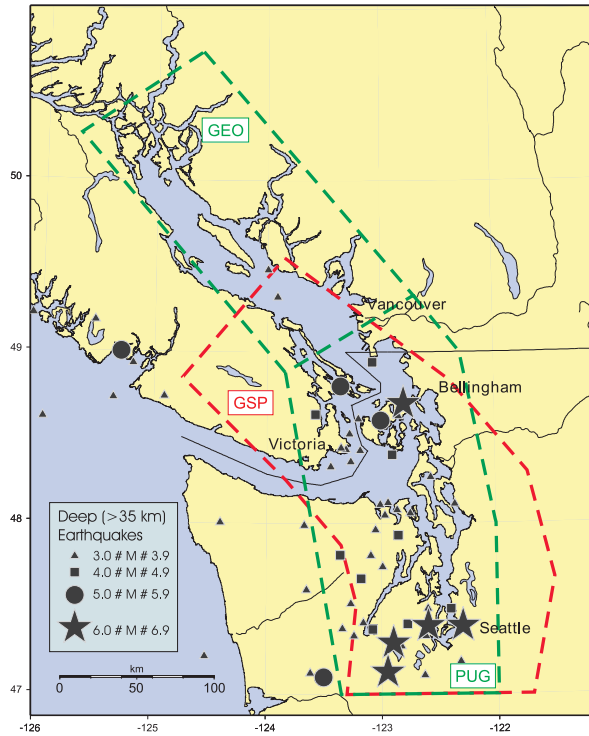 GEO
50
Vancouver
49
Bellingham
GSP
Victoria
48
Deep (>35 km)
Earthquakes
3.0 # M # 3.9
4.0 # M # 4.9
5.0 # M # 5.9
6.0 # M # 6.9
km
0 50 100
Seattle
PUG
47
-126 -125 -124 -123 -122